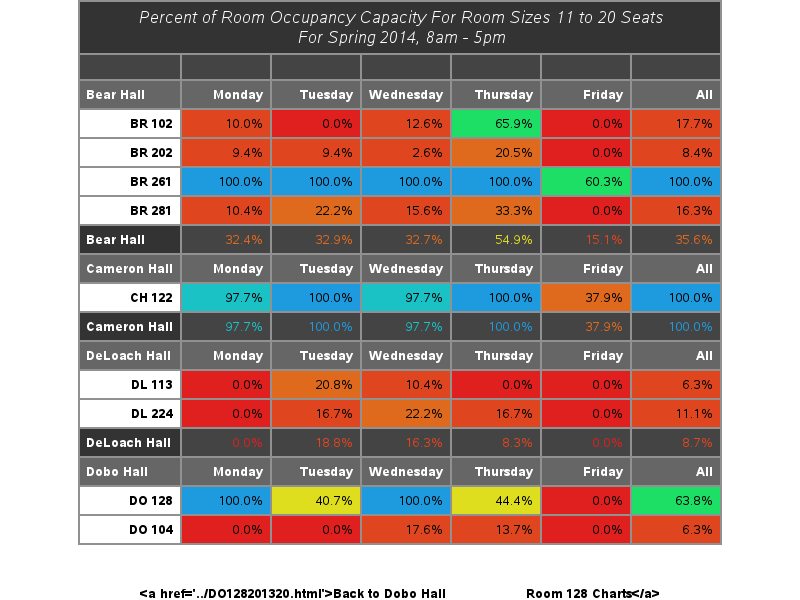 Percent of Room Occupancy Capacity For Room Sizes 11 to 20 Seats
For Spring 2014, 8am - 5pm
Bear Hall Monday Tuesday Wednesday Thursday Friday All
BR 102 10.0% 0.0% 12.6% 65.9% 0.0% 17.7%
BR 202 9.4% 9.4% 2.6% 20.5% 0.0% 8.4%
BR 261 100.0% 100.0% 100.0% 100.0% 60.3% 100.0%
BR 281 10.4% 22.2% 15.6% 33.3% 0.0% 16.3%
Bear Hall 32.4% 32.9% 32.7% 54.9% 15.1% 35.6%
Cameron Hall Monday Tuesday Wednesday Thursday Friday All
CH 122 97.7% 100.0% 97.7% 100.0% 37.9% 100.0%
Cameron Hall 97.7% 100.0% 97.7% 100.0% 37.9% 100.0%
DeLoach Hall Monday Tuesday Wednesday Thursday Friday All
DL 113 0.0% 20.8% 10.4% 0.0% 0.0% 6.3%
DL 224 0.0% 16.7% 22.2% 16.7% 0.0% 11.1%
DeLoach Hall 0.0% 18.8% 16.3% 8.3% 0.0% 8.7%
Dobo Hall Monday Tuesday Wednesday Thursday Friday All
DO 128 100.0% 40.7% 100.0% 44.4% 0.0% 63.8%
DO 104 0.0% 0.0% 17.6% 13.7% 0.0% 6.3%
<a href='../DO128201320.html'>Back to Dobo Hall Room 128 Charts</a>